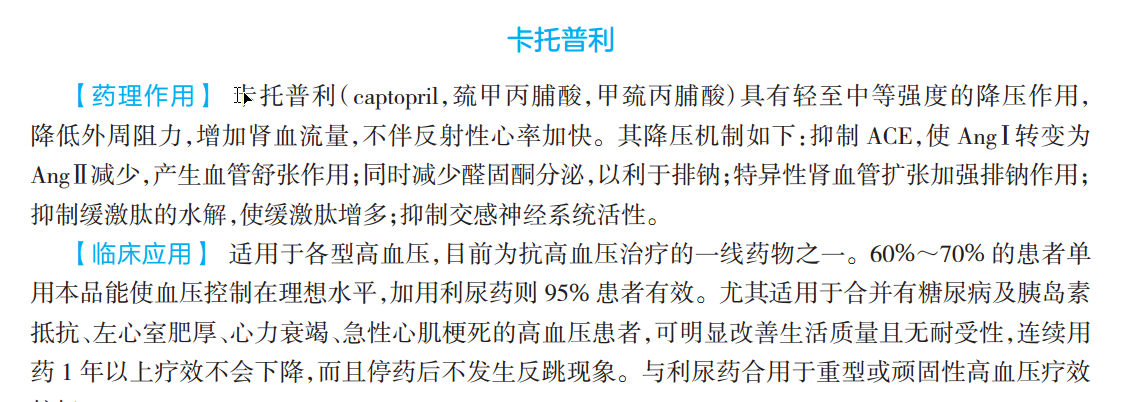 卡托普利
【药理作用】 卡托普利(captopril,巯甲丙脯酸,甲巯丙脯酸)具有轻至中等强度的降压作用,
降低外周阻力,增加肾血流量,不伴反射性心率加快。其降压机制如下:抑制 ACE,使 AngⅠ转变为
AngⅡ减少,产生血管舒张作用;同时减少醛固酮分泌,以利于排钠;特异性肾血管扩张加强排钠作用;
抑制缓激肽的水解,使缓激肽增多;抑制交感神经系统活性。
【临床应用】 适用于各型高血压,目前为抗高血压治疗的一线药物之一。60%～70% 的患者单
用本品能使血压控制在理想水平,加用利尿药则 95% 患者有效。尤其适用于合并有糖尿病及胰岛素
抵抗、左心室肥厚、心力衰竭、急性心肌梗死的高血压患者,可明显改善生活质量且无耐受性,连续用
药 1 年以上疗效不会下降,而且停药后不发生反跳现象。与利尿药合用于重型或顽固性高血压疗效